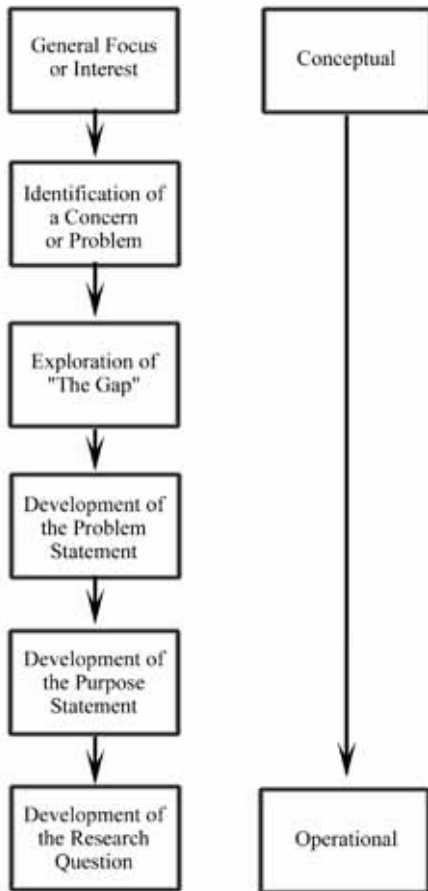 General Focus
or Interest
Conceptual
Identification of
a Concern
or Problem
Exploration of
"The Gap"
Development of
the Problem
Statement
Development of
the Purpose
Statement
Development of
the Research
Question
Operational